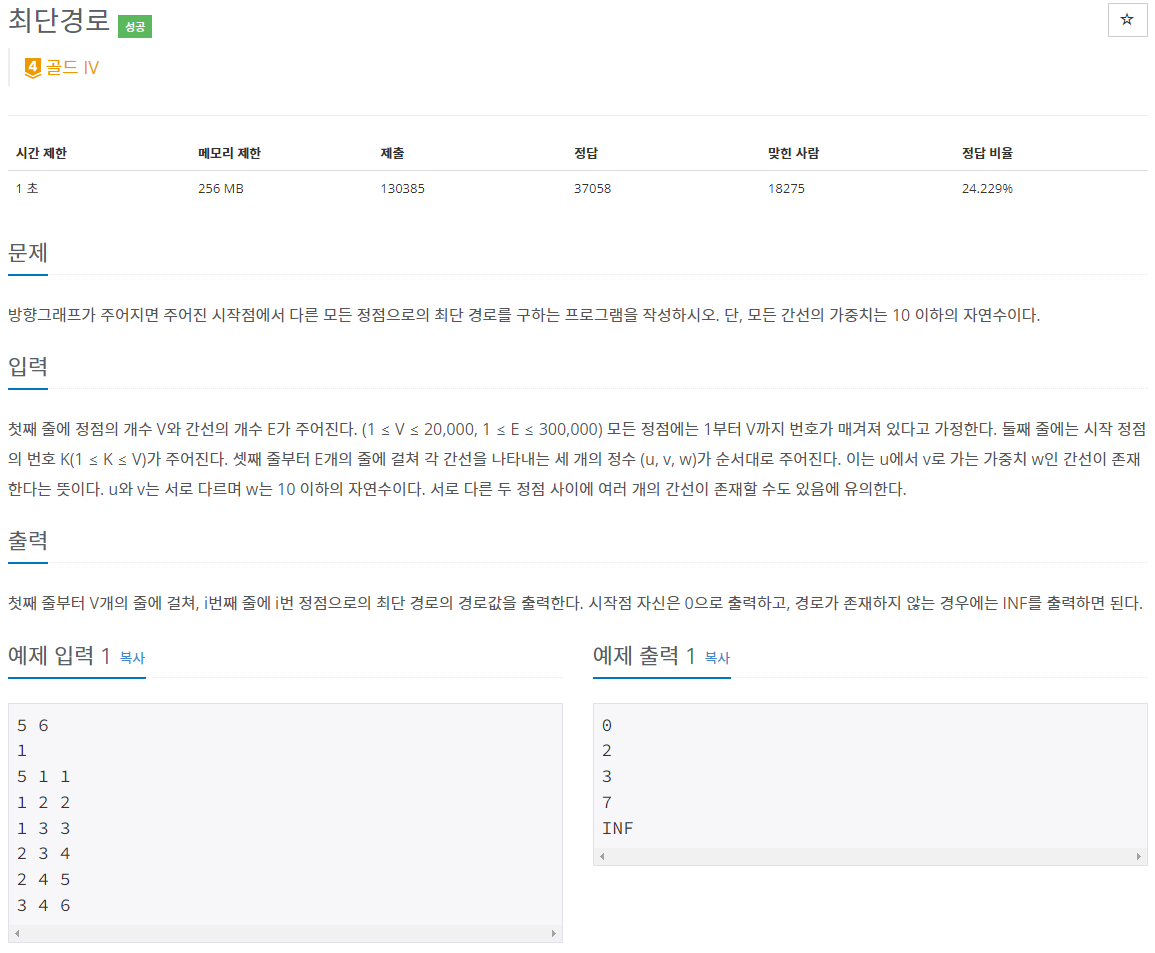 최단경로 성공
☆
4 골드 IV
시간 제한 메모리 제한 제출 정답 맞힌 사람 정답 비율
1 초 256 MB 130385 37058 18275 24.229%
문제
방향그래프가 주어지면 주어진 시작점에서 다른 모든 정점으로의 최단 경로를 구하는 프로그램을 작성하시오. 단, 모든 간선의 가중치는 10 이하의 자연수이다.
입력
첫째 줄에 정점의 개수 V와 간선의 개수 E가 주어진다. (1 ≤ V ≤ 20,000, 1 ≤ E ≤ 300,000) 모든 정점에는 1부터 V까지 번호가 매겨져 있다고 가정한다. 둘째 줄에는 시작 정점
의 번호 K(1 ≤ K ≤ V)가 주어진다. 셋째 줄부터 E개의 줄에 걸쳐 각 간선을 나타내는 세 개의 정수 (u, v, w)가 순서대로 주어진다. 이는 u에서 v로 가는 가중치 w인 간선이 존재
한다는 뜻이다. u와 v는 서로 다르며 w는 10 이하의 자연수이다. 서로 다른 두 정점 사이에 여러 개의 간선이 존재할 수도 있음에 유의한다.
출력
첫째 줄부터 V개의 줄에 걸쳐, i번째 줄에 i번 정점으로의 최단 경로의 경로값을 출력한다. 시작점 자신은 0으로 출력하고, 경로가 존재하지 않는 경우에는 INF를 출력하면 된다.
예제 입력 1 복사
5 6
1
5 1 1
1 2 2
1 3 3
2 3 4
2 4 5
3 4 6
예제 출력 1 복사
0
2
3
7
INF